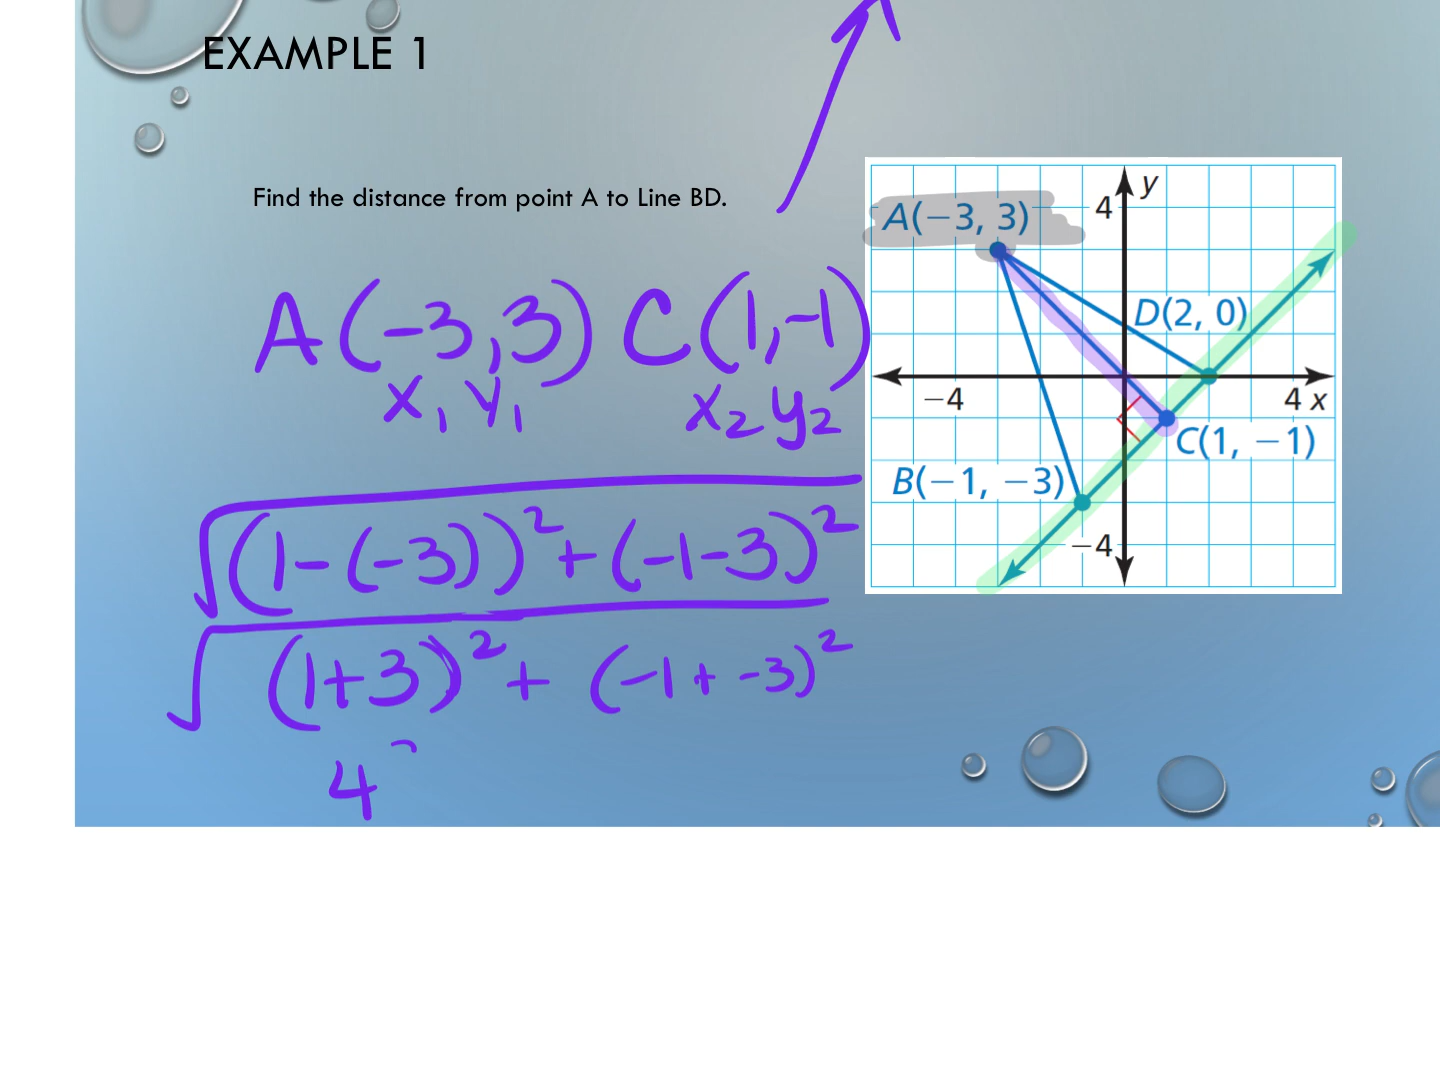 EXAMPLE 1
Find the distance from point A to Line BD.
A(-3,3) C(1,-1)
x₁ y₁ x₂ y₂
√(1-(-3))²+(-1-3)²
√(1+3)²+(-1+-3)²
4²
y
4
A(−3, 3)
D(2, 0)
−4
4 x
C(1, −1)
B(−1, −3)
−4